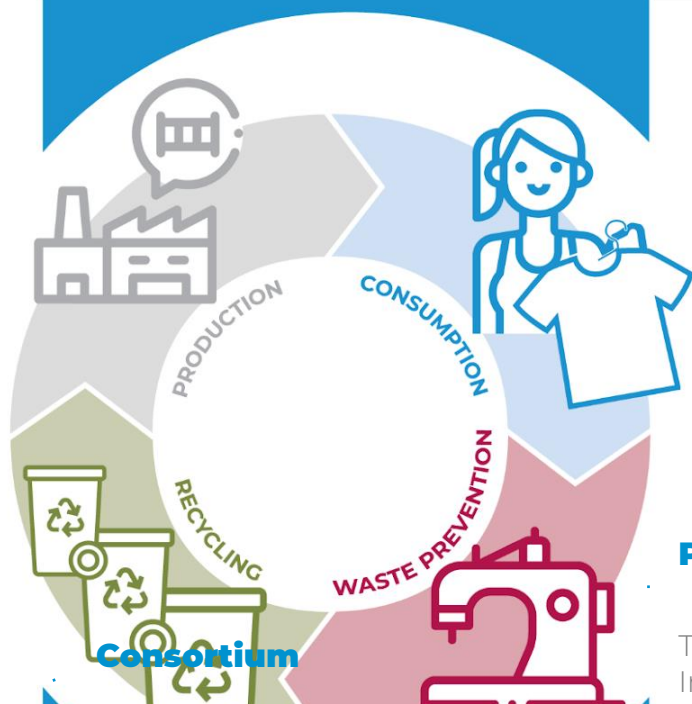 PRODUCTION
CONSUMPTION
RECYCLING
WASTE PREVENTION
Consortium